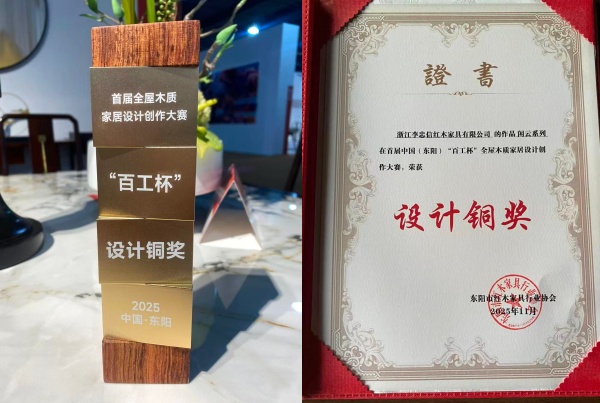 首届全屋木质
家居设计创作大赛
“百工杯”
设计铜奖
2025
中国·东阳
證書
浙江李忠信红木家具有限公司 的作品 闲云系列
在首届中国（东阳）“百工杯”全屋木质家居设计创
作大赛，荣获
设计铜奖
东阳市红木家具行业协会
2025年11月